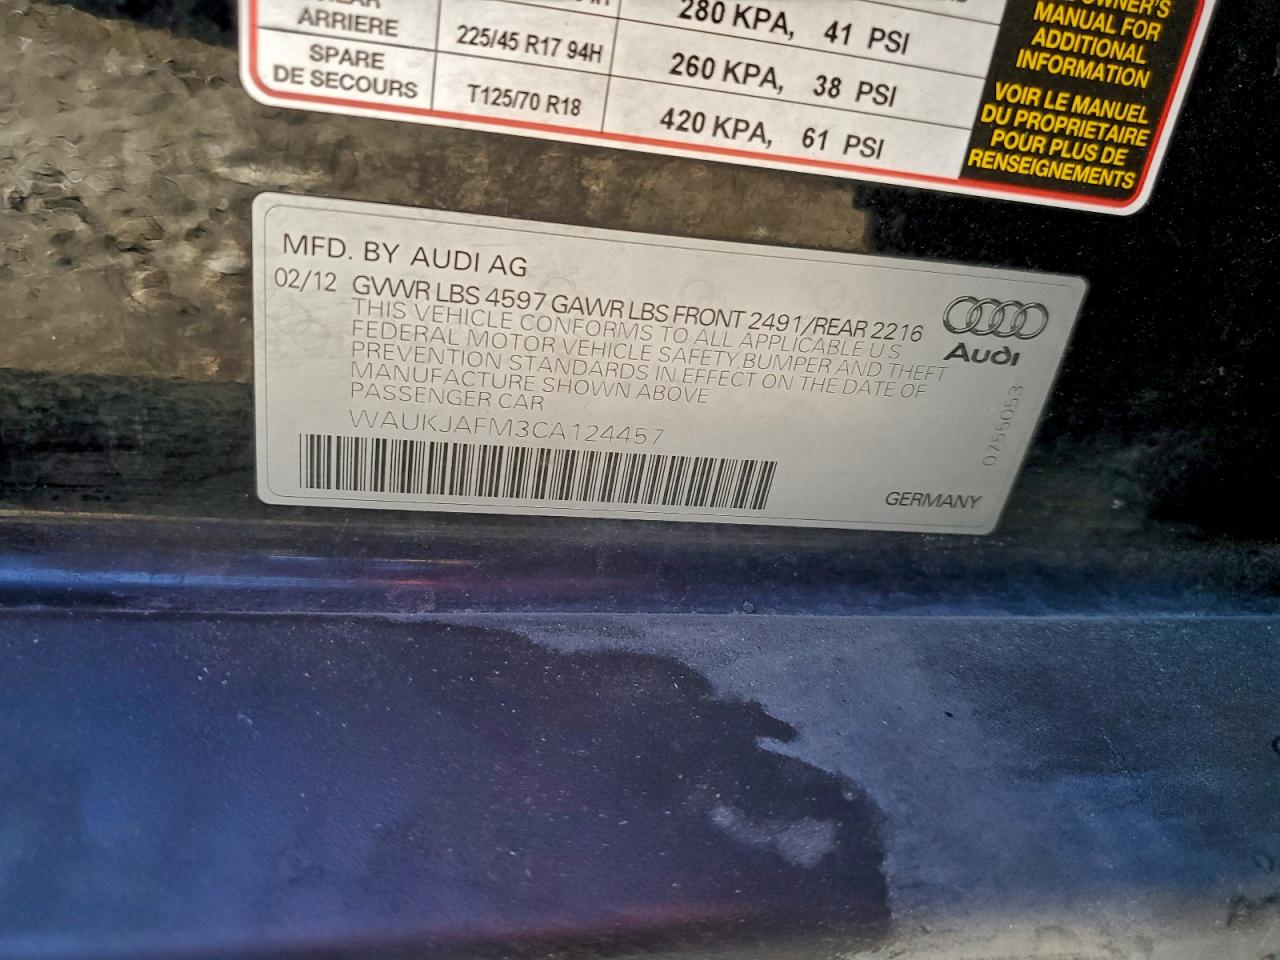 ARRIERE
225/45 R17 94H
280 KPA, 41 PSI
260 KPA, 38 PSI
SPARE
DE SECOURS
T125/70 R18
420 KPA, 61 PSI
OWNER'S
MANUAL FOR
ADDITIONAL
INFORMATION
VOIR LE MANUEL
DU PROPRIETAIRE
POUR PLUS DE
RENSEIGNEMENTS
MFD. BY AUDI AG
02/12 GVWR LBS 4597 GAWR LBS FRONT 2491/REAR 2216
THIS VEHICLE CONFORMS TO ALL APPLICABLE U S
FEDERAL MOTOR VEHICLE SAFETY, BUMPER AND THEFT
PREVENTION STANDARDS IN EFFECT ON THE DATE OF
MANUFACTURE SHOWN ABOVE
PASSENGER CAR
WAUKJAFM3CA124457
Audi
0755053
GERMANY